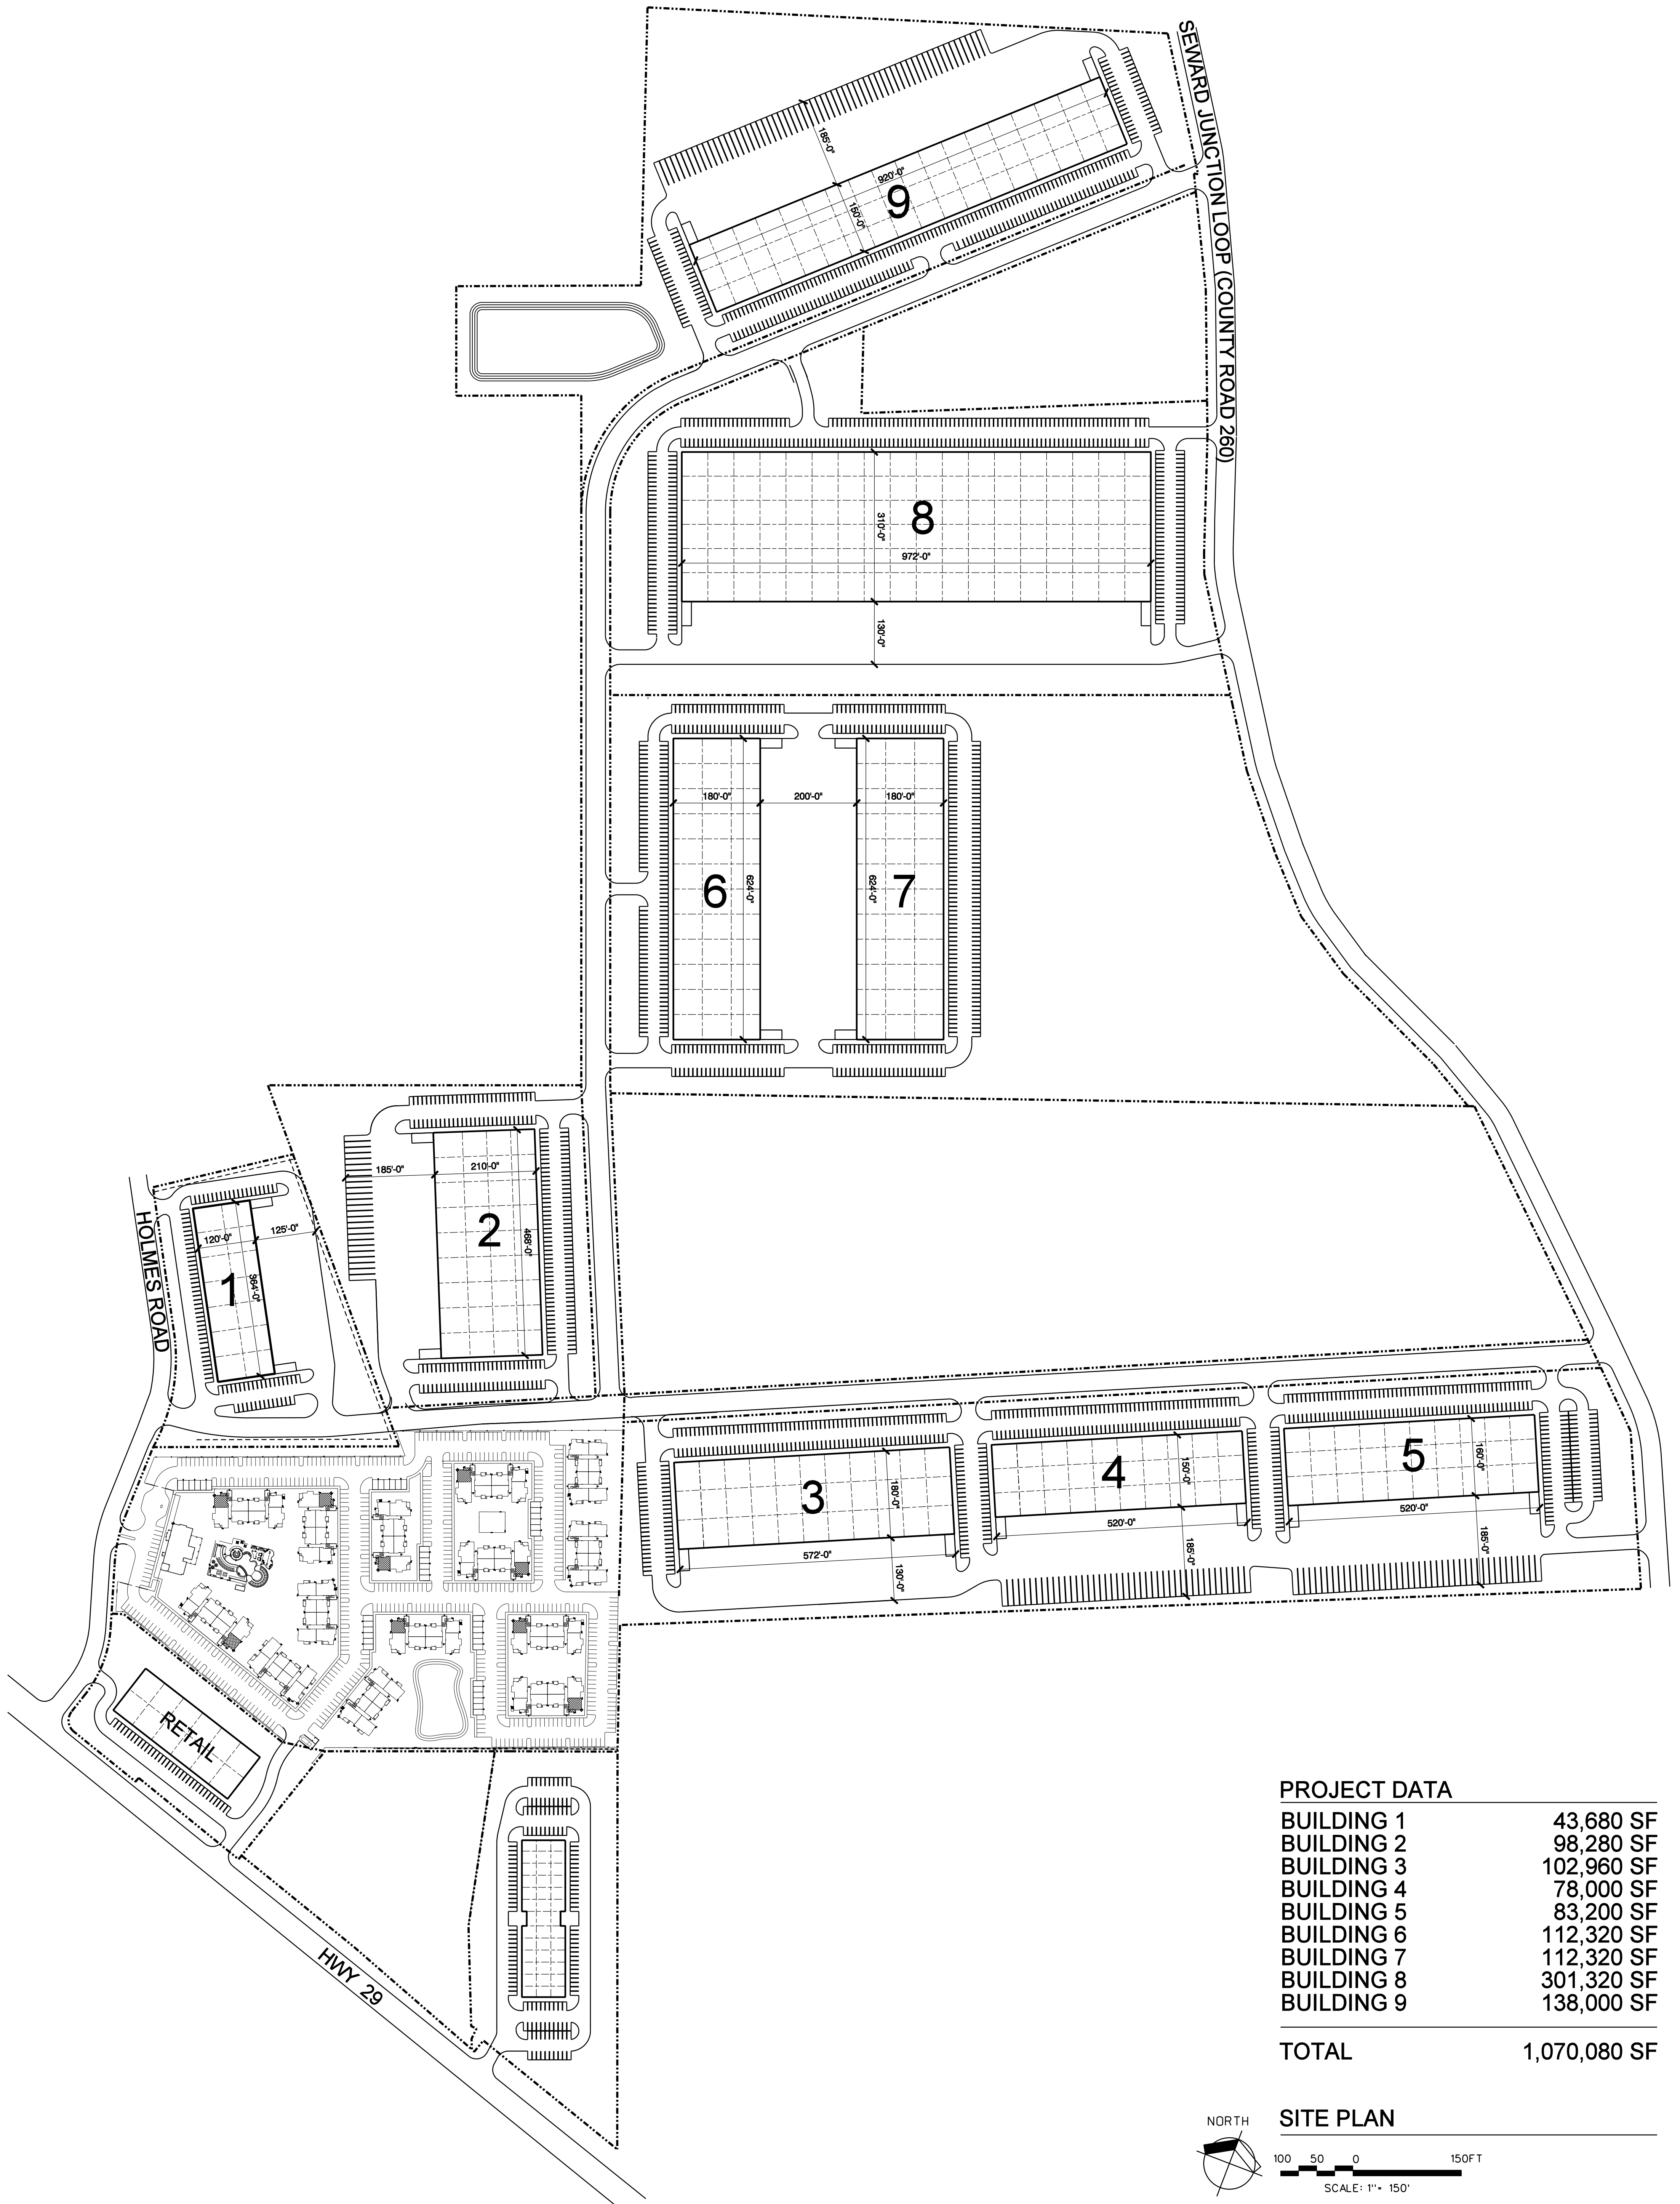 SEWARD JUNCTION LOOP (COUNTY ROAD 260)
185'-0"
920'-0"
150'-0"
9
8
310'-0"
972'-0"
130'-0"
180'-0"
200'-0"
180'-0"
6
624'-0"
624'-0"
7
185'-0"
210'-0"
2
468'-0"
HOLMES ROAD
120'-0"
125'-0"
1
364'-0"
3
180'-0"
572'-0"
130'-0"
4
150'-0"
520'-0"
185'-0"
5
160'-0"
520'-0"
185'-0"
RETAIL
HWY 29
PROJECT DATA
BUILDING 1 43,680 SF
BUILDING 2 98,280 SF
BUILDING 3 102,960 SF
BUILDING 4 78,000 SF
BUILDING 5 83,200 SF
BUILDING 6 112,320 SF
BUILDING 7 112,320 SF
BUILDING 8 301,320 SF
BUILDING 9 138,000 SF
TOTAL 1,070,080 SF
NORTH
SITE PLAN
100 50 0 150FT
SCALE: 1"= 150'